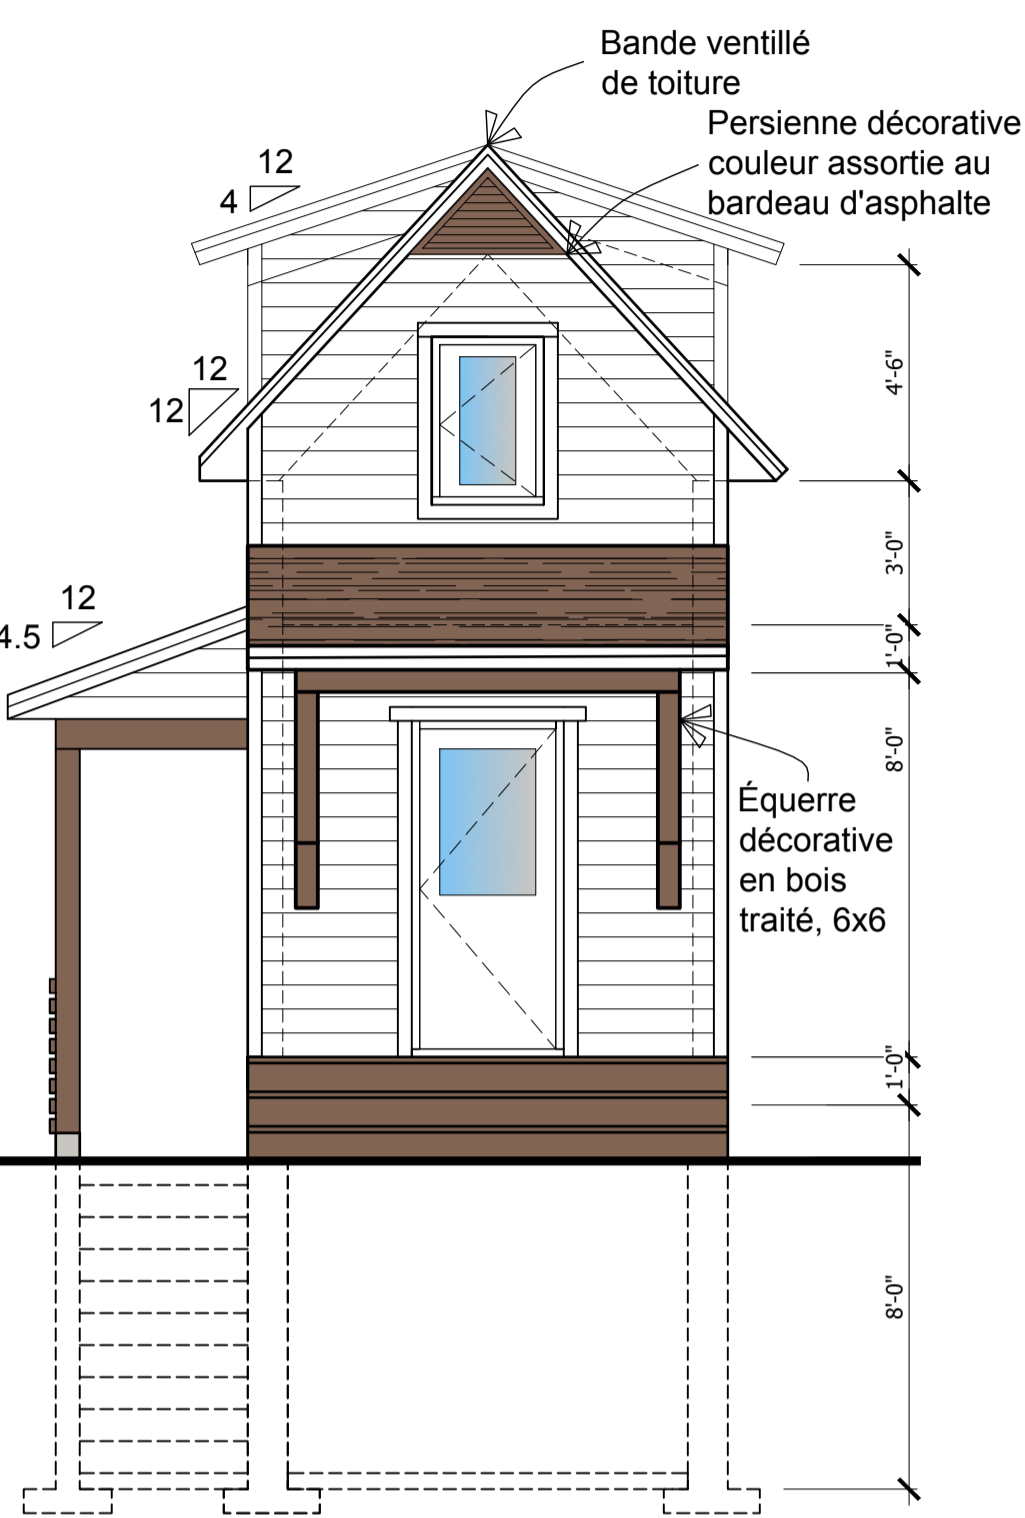 Bande ventillé
de toiture
Persienne décorative
couleur assortie au
bardeau d'asphalte
12
4
12
12
4'-6"
3'-0"
12
4.5
1'-0"
8'-0"
Équerre
décorative
en bois
traité, 6x6
1'-0"
8'-0"